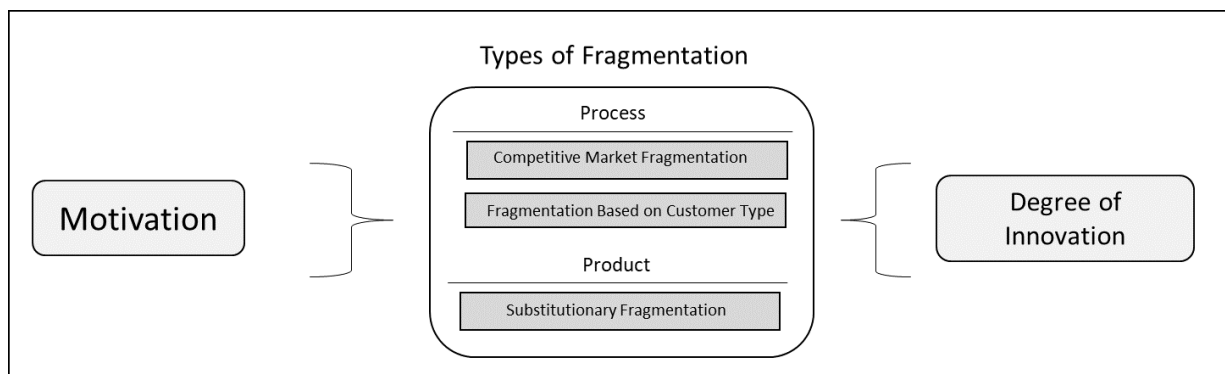 Types of Fragmentation
Process
Competitive Market Fragmentation
Fragmentation Based on Customer Type
Product
Substitutionary Fragmentation
Motivation
Degree of
Innovation